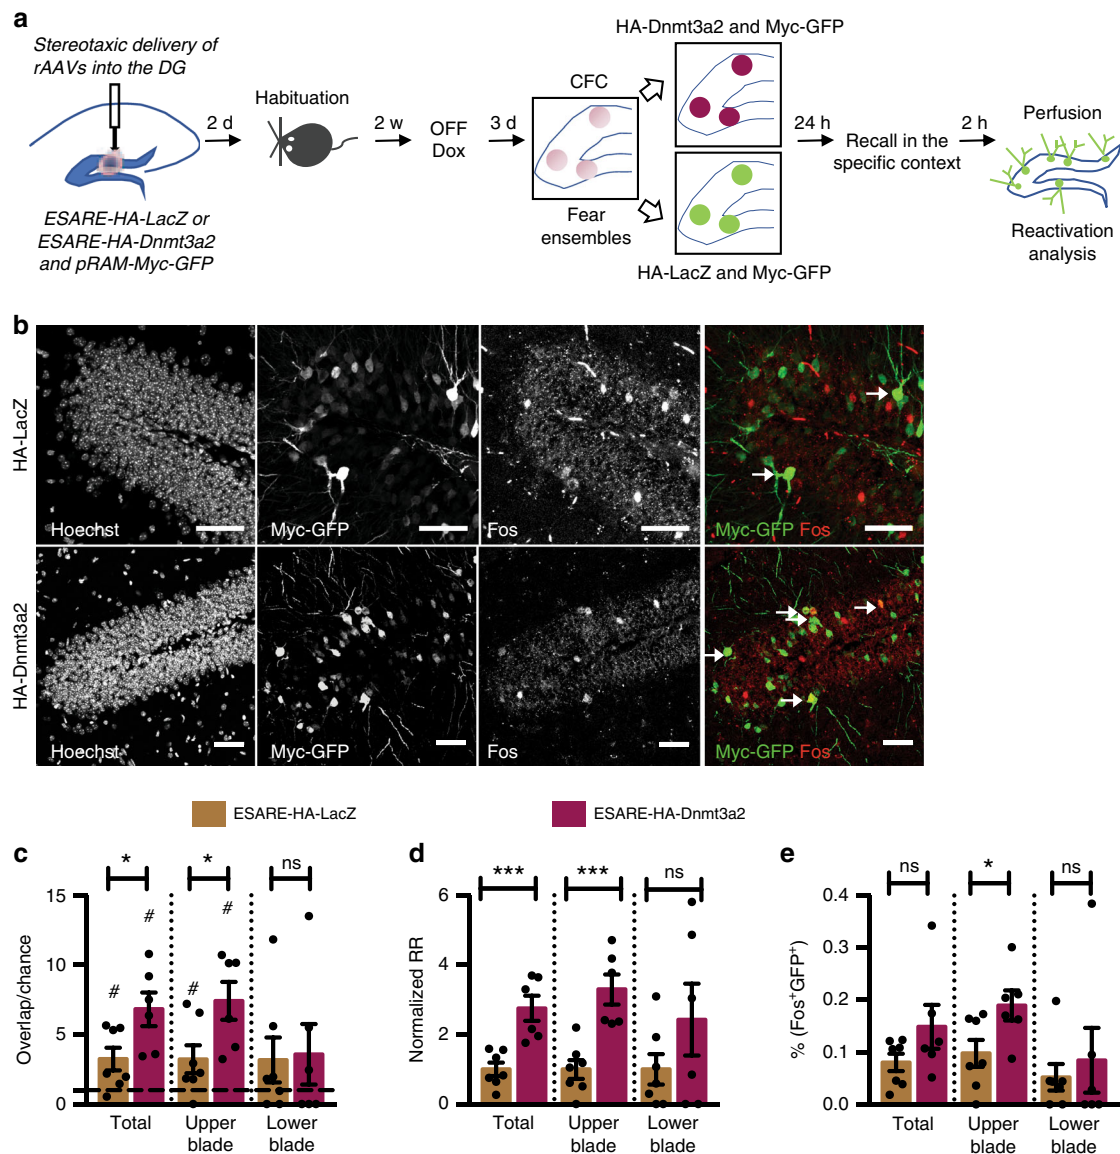 a
Stereotaxic delivery of
rAAVs into the DG
ESARE-HA-LacZ or
ESARE-HA-Dnmt3a2
and pRAM-Myc-GFP
2 d
Habituation
2 w
OFF
Dox
3 d
CFC
Fear
ensembles
HA-Dnmt3a2 and Myc-GFP
HA-LacZ and Myc-GFP
24 h
Recall in the
specific context
2 h
Perfusion
Reactivation
analysis
b
HA-LacZ
Hoechst
Myc-GFP
Fos
Myc-GFP Fos
HA-Dnmt3a2
Hoechst
Myc-GFP
Fos
Myc-GFP Fos
ESARE-HA-LacZ
ESARE-HA-Dnmt3a2
c
* * ns
15
10
5
0
Overlap/chance
# # # #
Total
Upper
blade
Lower
blade
d
*** *** ns
6
4
2
0
Normalized RR
Total
Upper
blade
Lower
blade
e
ns * ns
0.4
0.3
0.2
0.1
0.0
% (Fos⁺GFP⁺)
Total
Upper
blade
Lower
blade